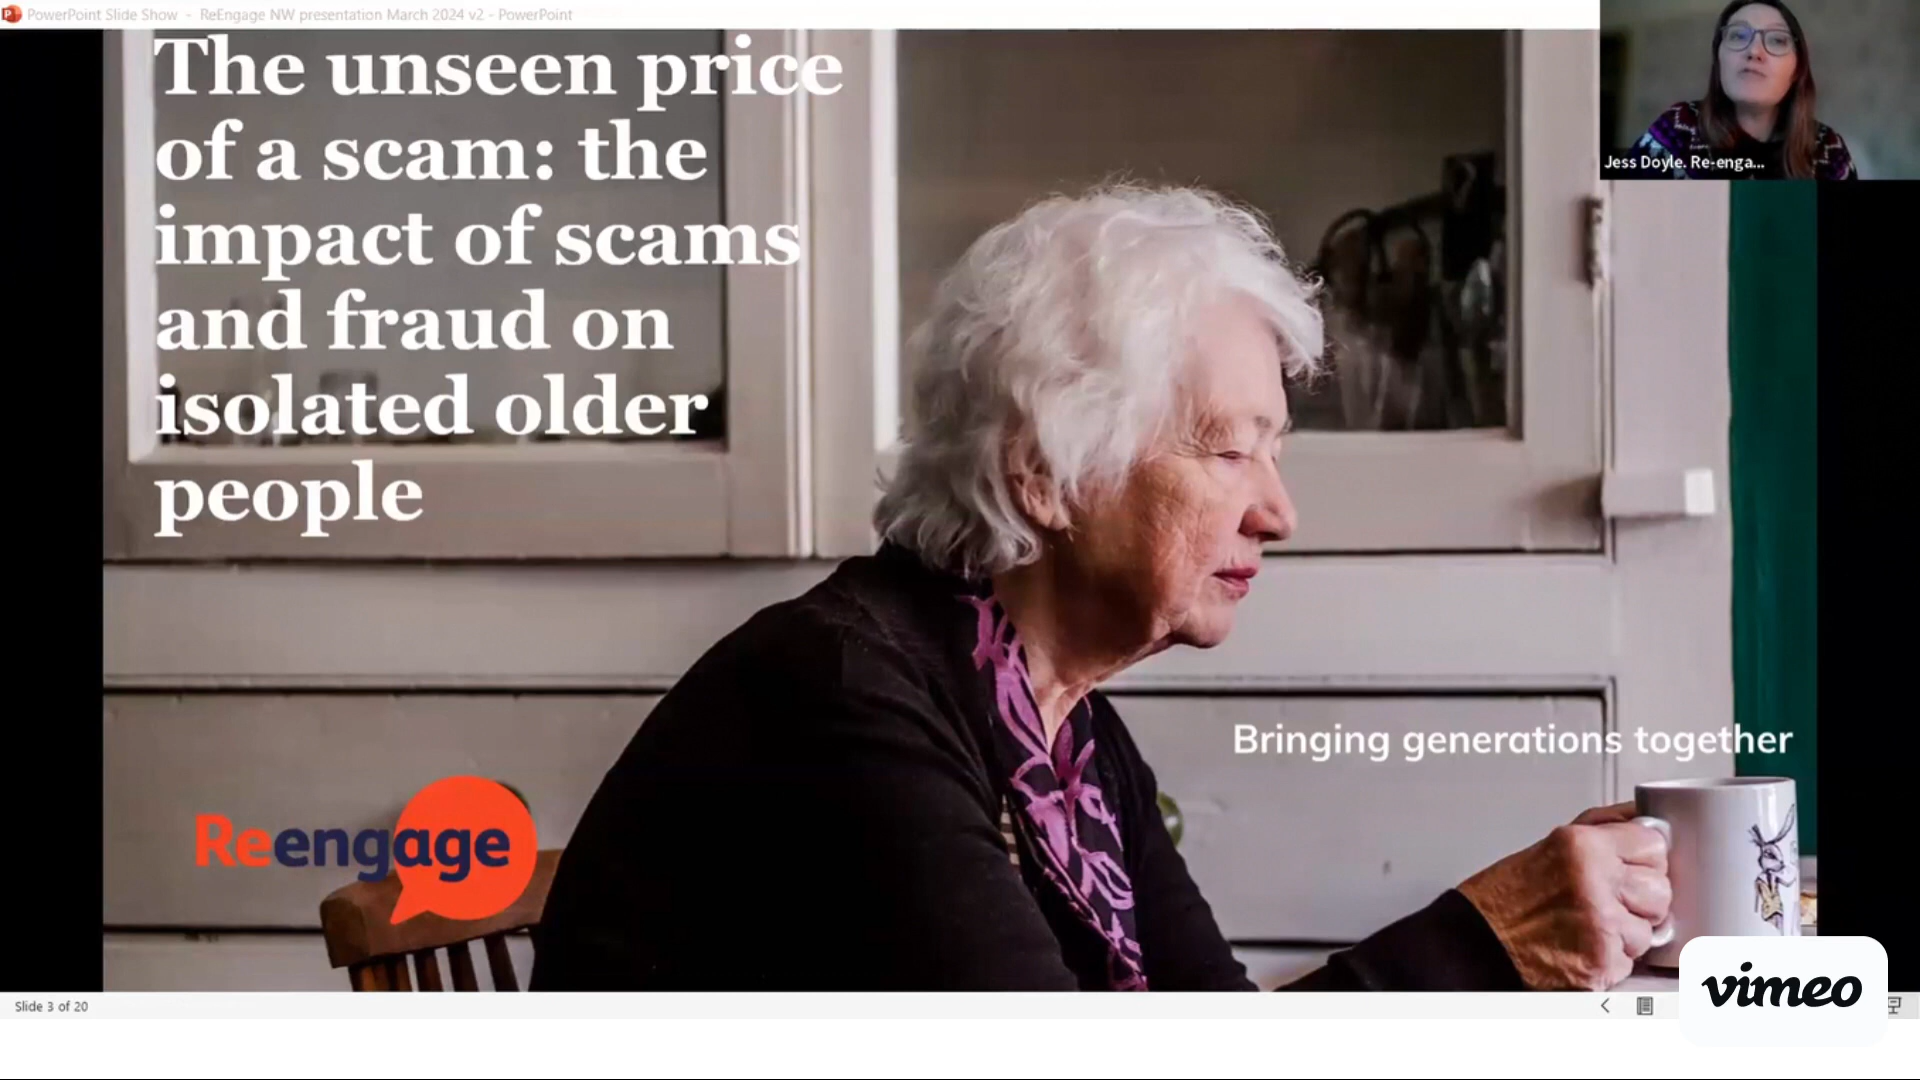 PowerPoint Slide Show - ReEngage NW presentation March 2024 v2 - PowerPoint
The unseen price
of a scam: the
impact of scams
and fraud on
isolated older
people
Jess Doyle. Re-enga...
Bringing generations together
Reengage
Slide 3 of 20
vimeo